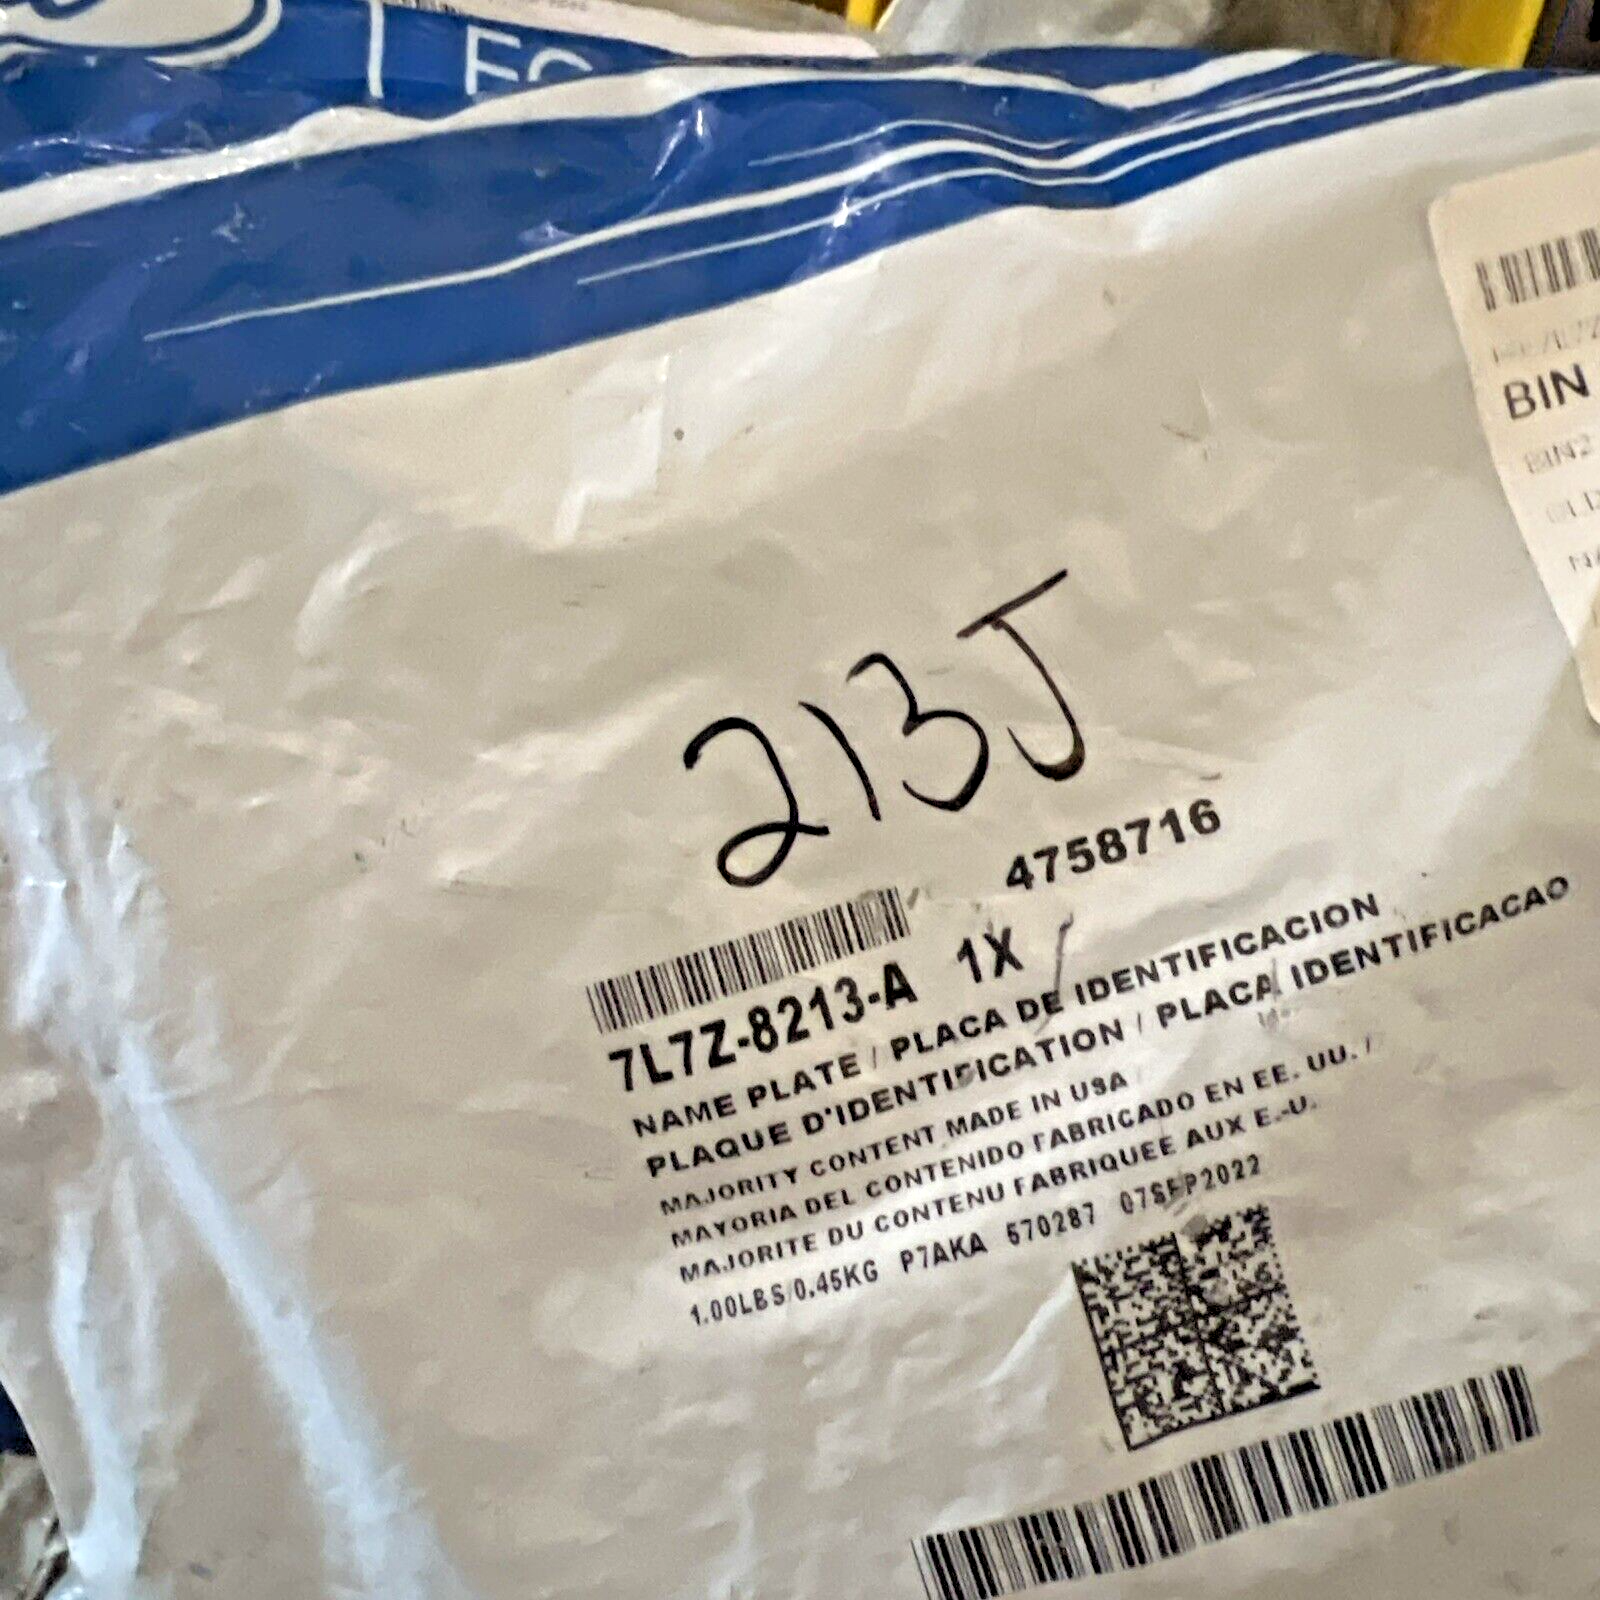 213J
4758716
7L7Z-8213-A 1X
NAME PLATE / PLACA DE IDENTIFICACION
PLAQUE D'IDENTIFICATION / PLACA IDENTIFICACAO
MAJORITY CONTENT MADE IN USA
MAYORIA DEL CONTENIDO FABRICADO EN EE. UU. /
MAJORITE DU CONTENU FABRIQUEE AUX E.-U.
1.00LBS/0.45KG P7AKA 570287 07SEP2022
BIN
BIN2